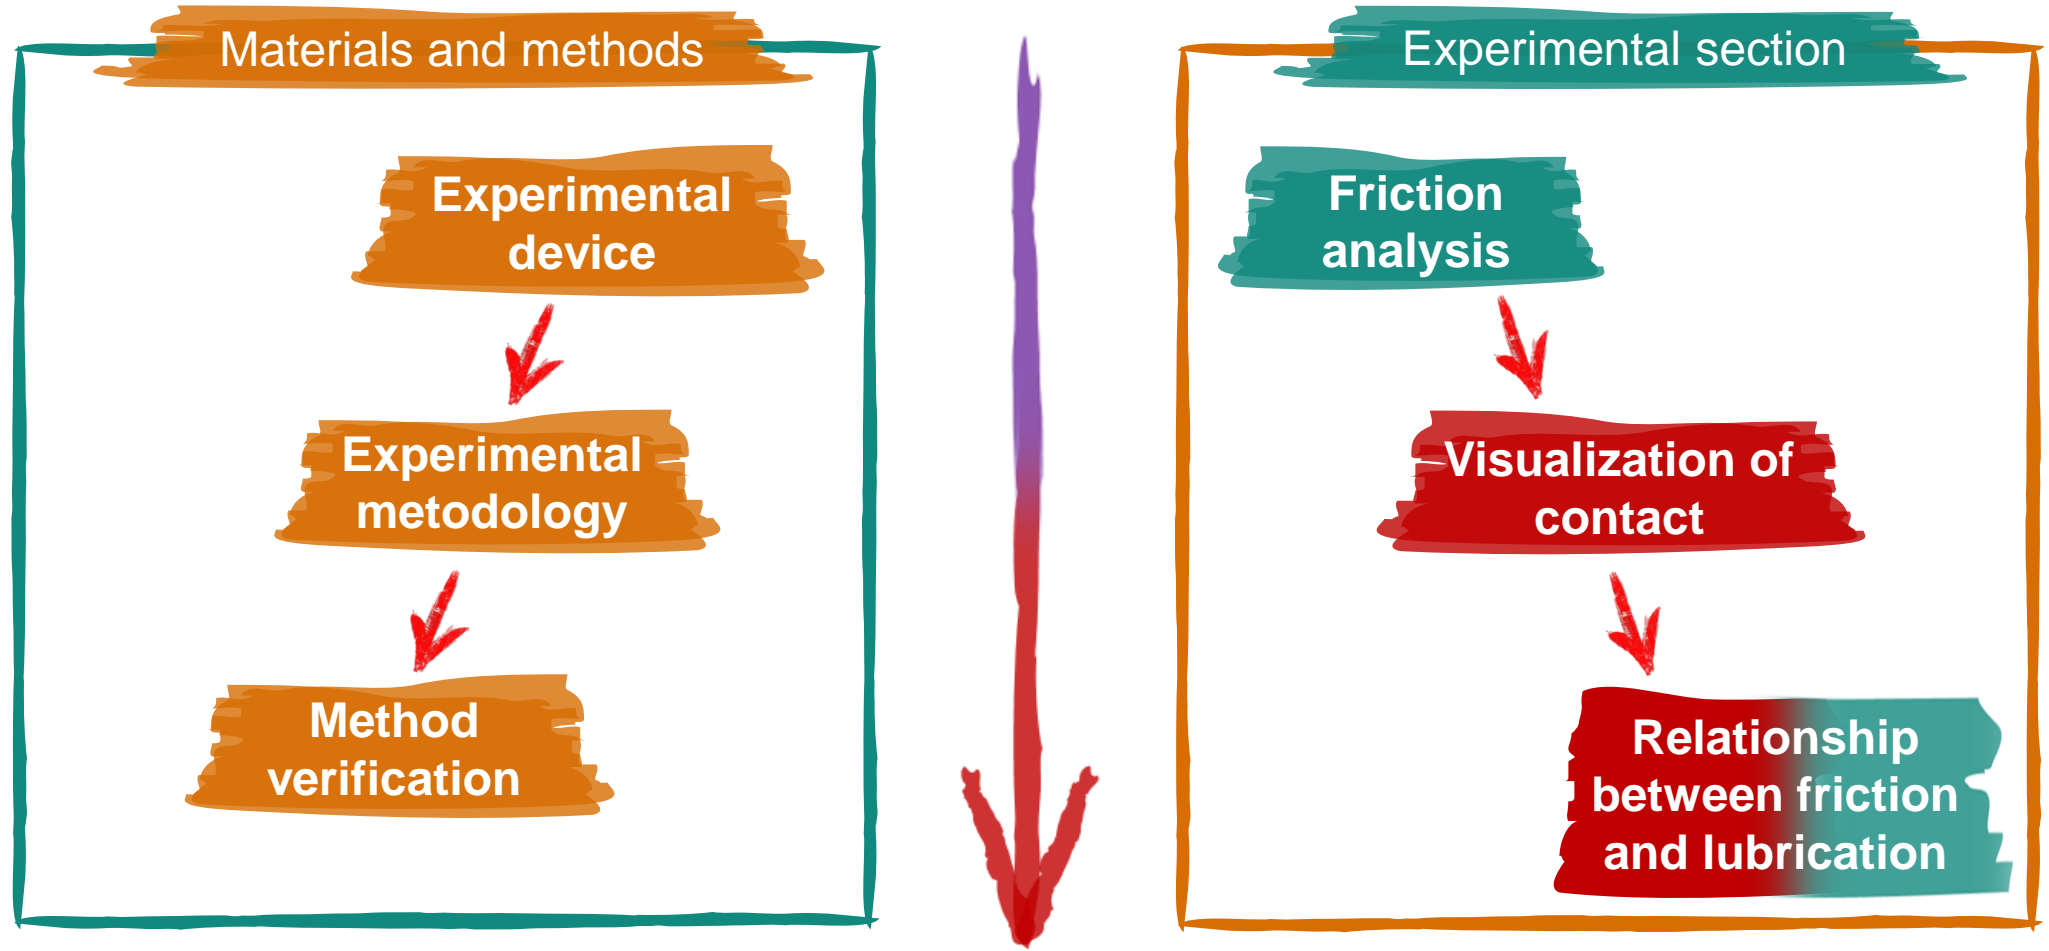 Materials and methods
Experimental
device
Experimental
metodology
Method
verification
Experimental section
Friction
analysis
Visualization of
contact
Relationship
between friction
and lubrication